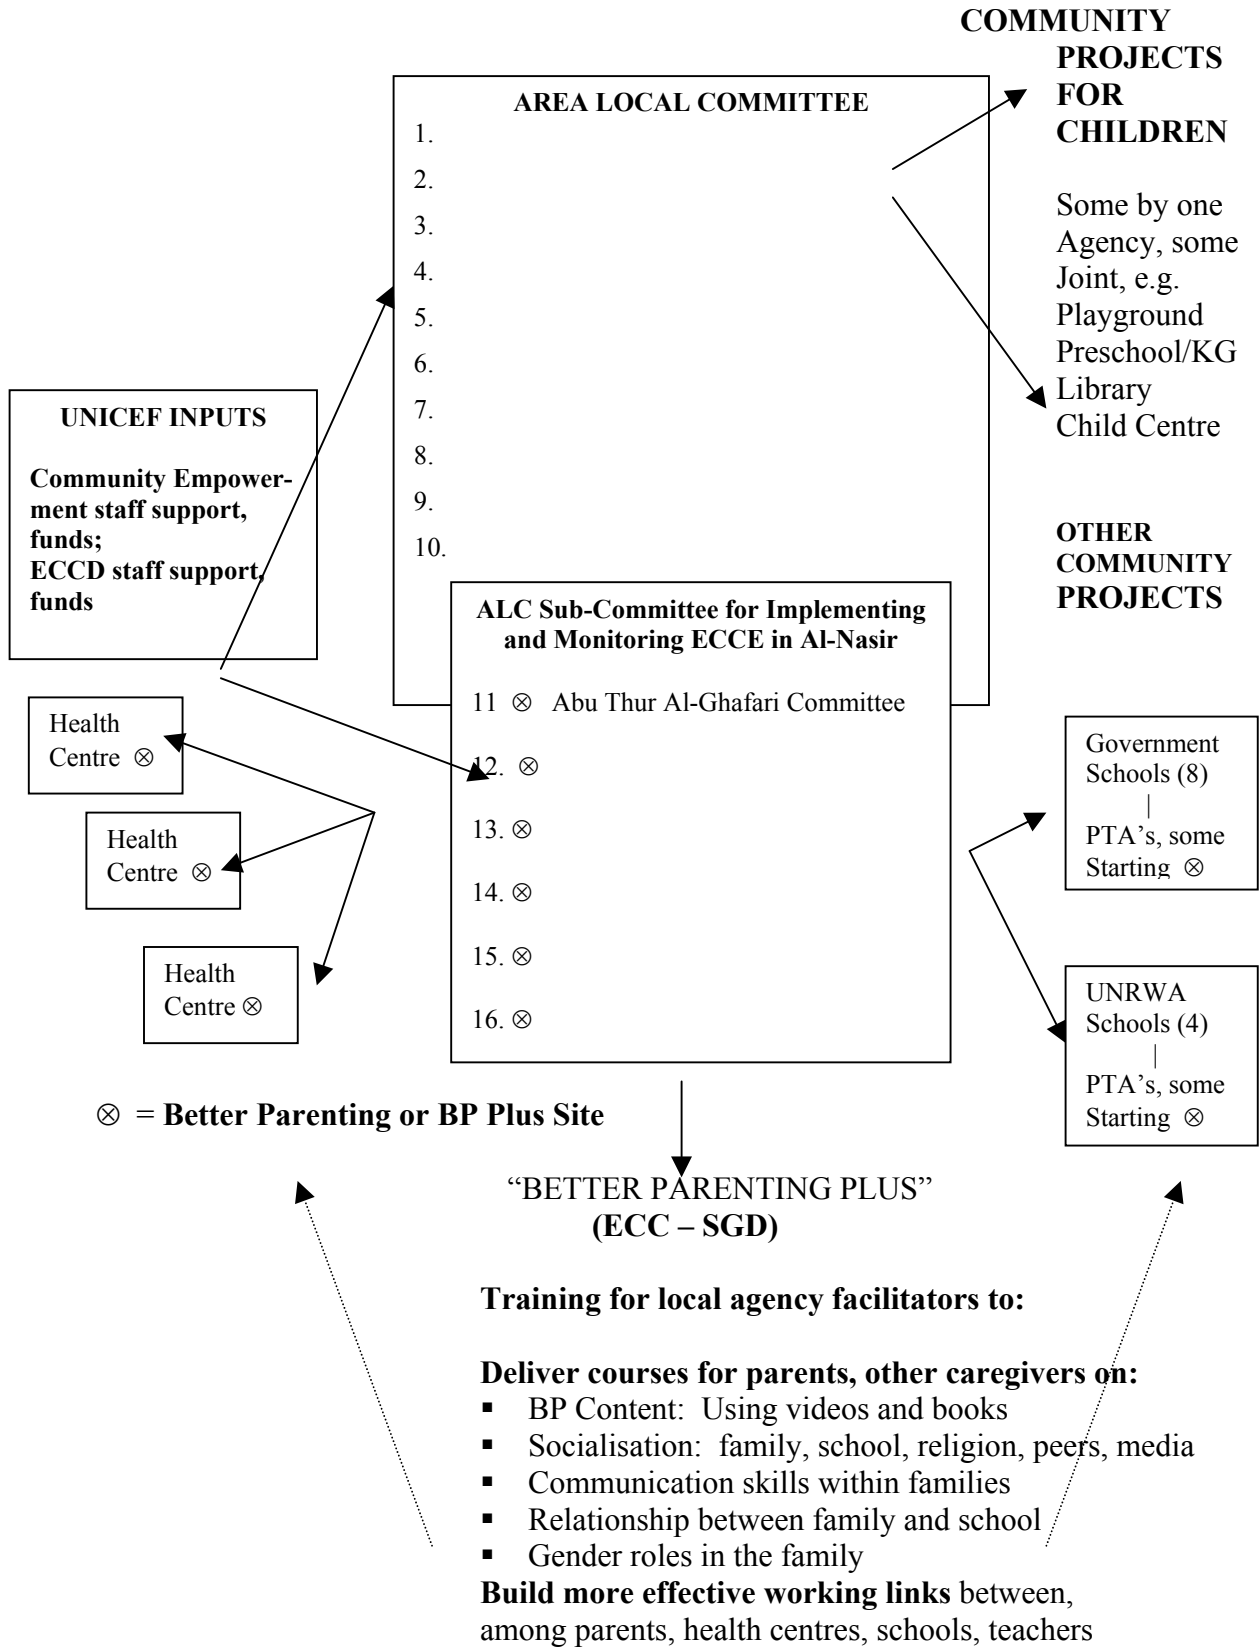 COMMUNITY
PROJECTS
FOR
CHILDREN
Some by one
Agency, some
Joint, e.g.
Playground
Preschool/KG
Library
Child Centre
OTHER
COMMUNITY
PROJECTS
AREA LOCAL COMMITTEE
1.
2.
3.
4.
5.
6.
7.
8.
9.
10.
UNICEF INPUTS
Community Empower-
ment staff support,
funds;
ECCD staff support,
funds
ALC Sub-Committee for Implementing
and Monitoring ECCE in Al-Nasir
11 ⊗ Abu Thur Al-Ghafari Committee
12. ⊗
13. ⊗
14. ⊗
15. ⊗
16. ⊗
Health
Centre ⊗
Health
Centre ⊗
Health
Centre ⊗
Government
Schools (8)
|
PTA's, some
Starting ⊗
UNRWA
Schools (4)
|
PTA's, some
Starting ⊗
⊗ = Better Parenting or BP Plus Site
“BETTER PARENTING PLUS”
(ECC – SGD)
Training for local agency facilitators to:
Deliver courses for parents, other caregivers on:
▪ BP Content: Using videos and books
▪ Socialisation: family, school, religion, peers, media
▪ Communication skills within families
▪ Relationship between family and school
▪ Gender roles in the family
Build more effective working links between,
among parents, health centres, schools, teachers